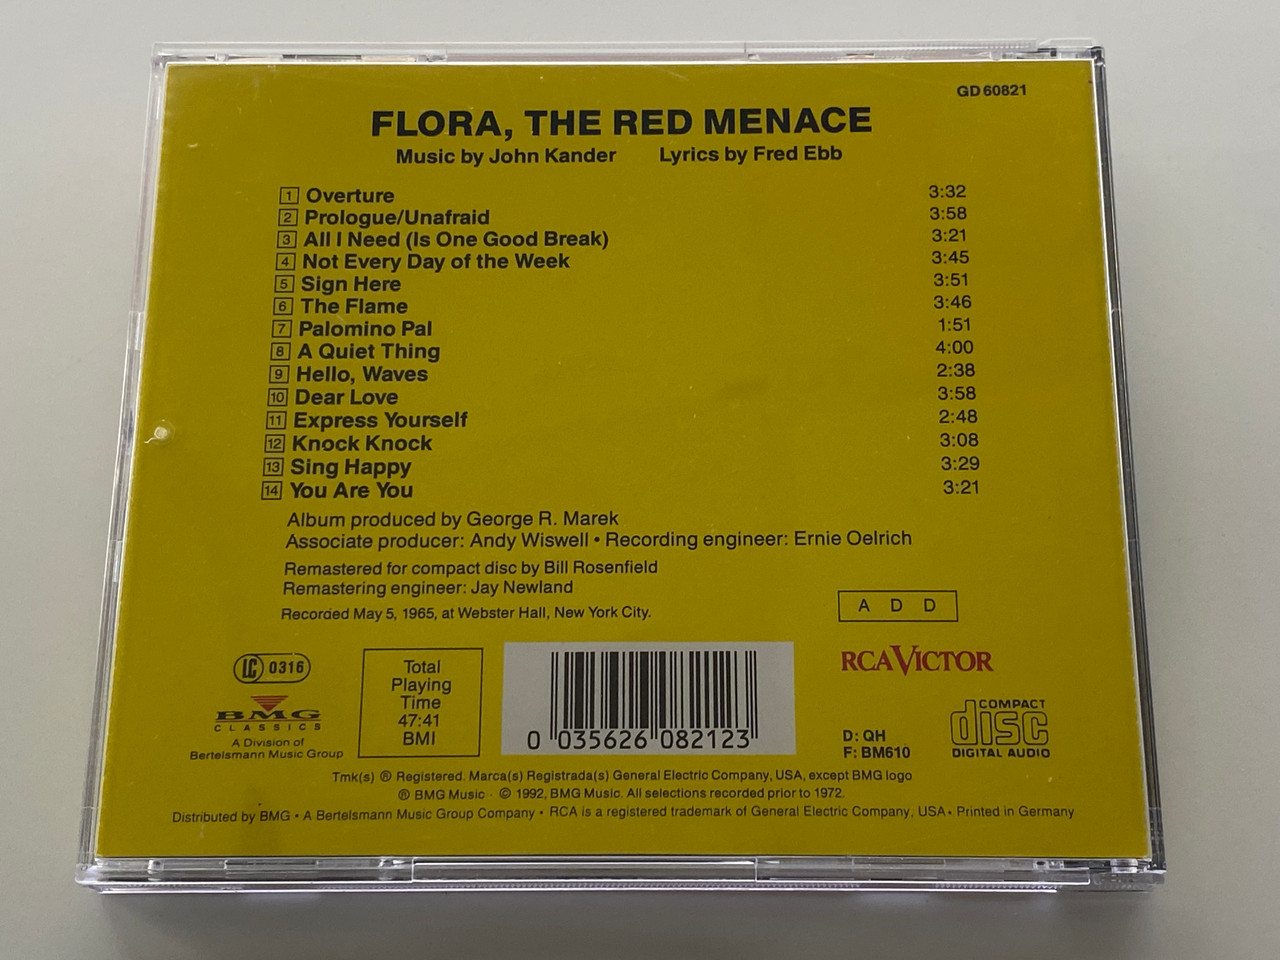 GD 60821
FLORA, THE RED MENACE
Music by John Kander Lyrics by Fred Ebb
1 Overture 3:32
2 Prologue/Unafraid 3:58
3 All I Need (Is One Good Break) 3:21
4 Not Every Day of the Week 3:45
5 Sign Here 3:51
6 The Flame 3:46
7 Palomino Pal 1:51
8 A Quiet Thing 4:00
9 Hello, Waves 2:38
10 Dear Love 3:58
11 Express Yourself 2:48
12 Knock Knock 3:08
13 Sing Happy 3:29
14 You Are You 3:21
Album produced by George R. Marek
Associate producer: Andy Wiswell • Recording engineer: Ernie Oelrich
Remastered for compact disc by Bill Rosenfield
Remastering engineer: Jay Newland
Recorded May 5, 1965, at Webster Hall, New York City.
A D D
LC 0316
BMG
CLASSICS
A Division of
Bertelsmann Music Group
Total
Playing
Time
47:41
BMI
0 035626 082123
RCA VICTOR
D: QH
F: BM610
COMPACT
disc
DIGITAL AUDIO
Tmk(s) ® Registered. Marca(s) Registrada(s) General Electric Company, USA, except BMG logo
® BMG Music · © 1992, BMG Music. All selections recorded prior to 1972.
Distributed by BMG • A Bertelsmann Music Group Company • RCA is a registered trademark of General Electric Company, USA • Printed in Germany